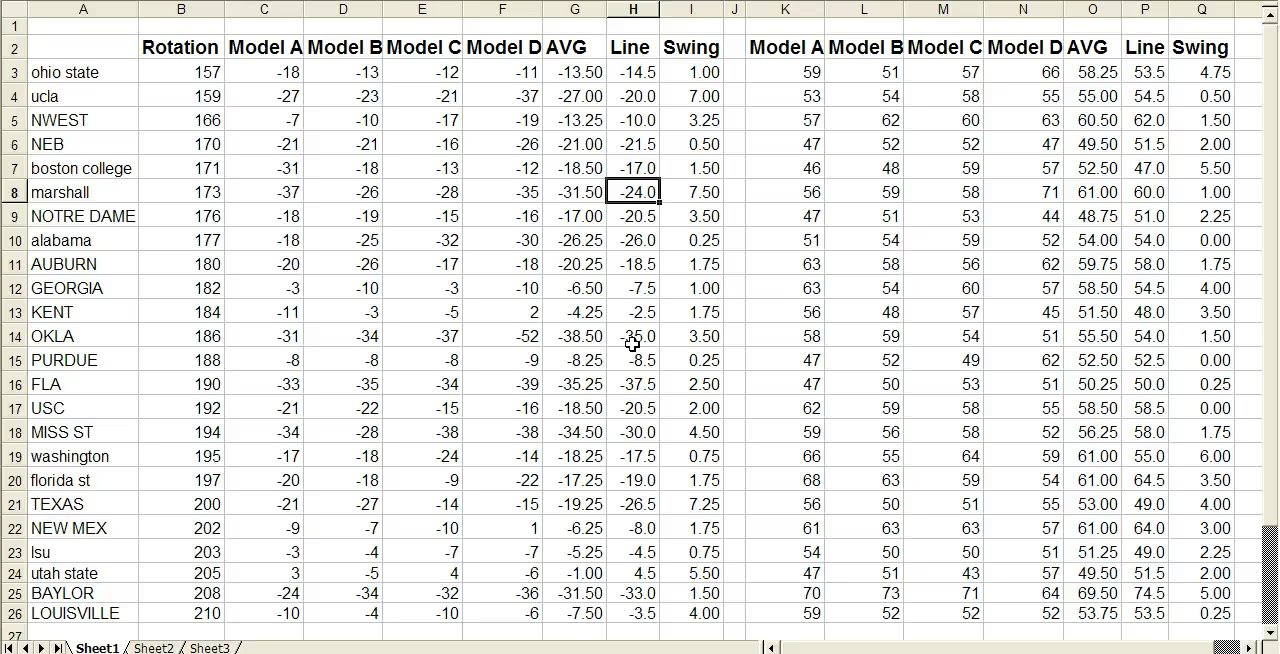 A B C D E F G H I J K L M N O P Q
1
2 Rotation Model A Model B Model C Model D AVG Line Swing Model A Model B Model C Model D AVG Line Swing
3 ohio state 157 -18 -13 -12 -11 -13.50 -14.5 1.00 59 51 57 66 58.25 53.5 4.75
4 ucla 159 -27 -23 -21 -37 -27.00 -20.0 7.00 53 54 58 55 55.00 54.5 0.50
5 NWEST 166 -7 -10 -17 -19 -13.25 -10.0 3.25 57 62 60 63 60.50 62.0 1.50
6 NEB 170 -21 -21 -16 -26 -21.00 -21.5 0.50 47 52 52 47 49.50 51.5 2.00
7 boston college 171 -31 -18 -13 -12 -18.50 -17.0 1.50 46 48 59 57 52.50 47.0 5.50
8 marshall 173 -37 -26 -28 -35 -31.50 -24.0 7.50 56 59 58 71 61.00 60.0 1.00
9 NOTRE DAME 176 -18 -19 -15 -16 -17.00 -20.5 3.50 47 51 53 44 48.75 51.0 2.25
10 alabama 177 -18 -25 -32 -30 -26.25 -26.0 0.25 51 54 59 52 54.00 54.0 0.00
11 AUBURN 180 -20 -26 -17 -18 -20.25 -18.5 1.75 63 58 56 62 59.75 58.0 1.75
12 GEORGIA 182 -3 -10 -3 -10 -6.50 -7.5 1.00 63 54 60 57 58.50 54.5 4.00
13 KENT 184 -11 -3 -5 2 -4.25 -2.5 1.75 56 48 57 45 51.50 48.0 3.50
14 OKLA 186 -31 -34 -37 -52 -38.50 -35.0 3.50 58 59 54 51 55.50 54.0 1.50
15 PURDUE 188 -8 -8 -8 -9 -8.25 -8.5 0.25 47 52 49 62 52.50 52.5 0.00
16 FLA 190 -33 -35 -34 -39 -35.25 -37.5 2.50 47 50 53 51 50.25 50.0 0.25
17 USC 192 -21 -22 -15 -16 -18.50 -20.5 2.00 62 59 58 55 58.50 58.5 0.00
18 MISS ST 194 -34 -28 -38 -38 -34.50 -30.0 4.50 59 56 58 52 56.25 58.0 1.75
19 washington 195 -17 -18 -24 -14 -18.25 -17.5 0.75 66 55 64 59 61.00 55.0 6.00
20 florida st 197 -20 -18 -9 -22 -17.25 -19.0 1.75 68 63 59 54 61.00 64.5 3.50
21 TEXAS 200 -21 -27 -14 -15 -19.25 -26.5 7.25 56 50 51 55 53.00 49.0 4.00
22 NEW MEX 202 -9 -7 -10 1 -6.25 -8.0 1.75 61 63 63 57 61.00 64.0 3.00
23 lsu 203 -3 -4 -7 -7 -5.25 -4.5 0.75 54 50 50 51 51.25 49.0 2.25
24 utah state 205 3 -5 4 -6 -1.00 4.5 5.50 47 51 43 57 49.50 51.5 2.00
25 BAYLOR 208 -24 -34 -32 -36 -31.50 -33.0 1.50 70 73 71 64 69.50 74.5 5.00
26 LOUISVILLE 210 -10 -4 -10 -6 -7.50 -3.5 4.00 59 52 52 52 53.75 53.5 0.25
27
Sheet1 Sheet2 Sheet3